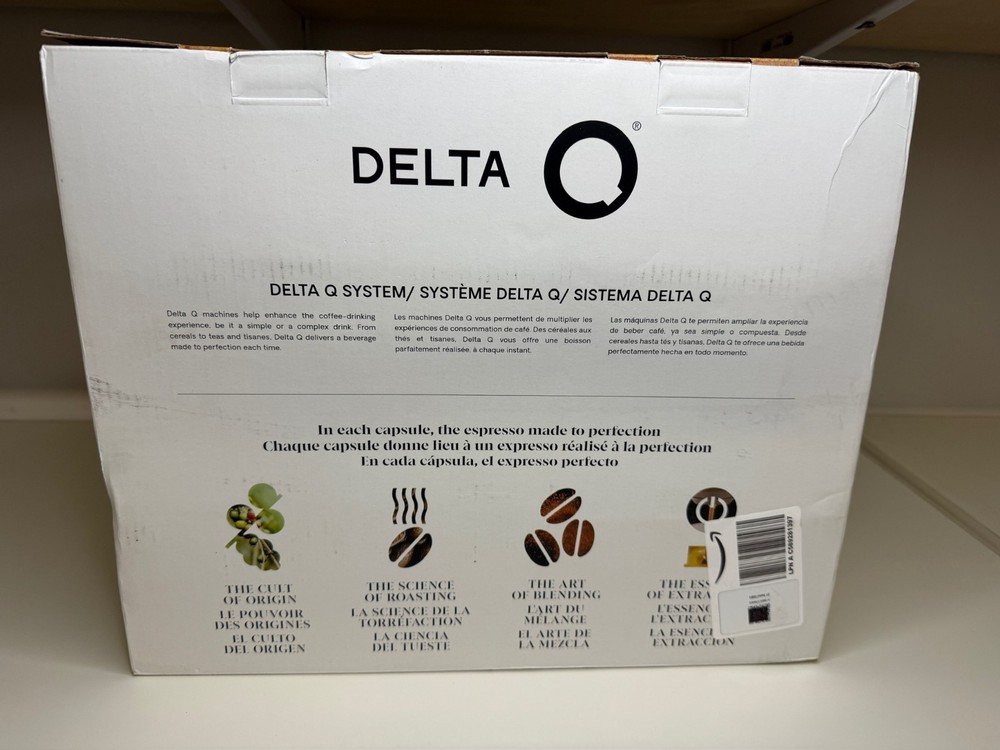 DELTA Q®
DELTA Q SYSTEM/ SYSTÈME DELTA Q/ SISTEMA DELTA Q
Delta Q machines help enhance the coffee-drinking
experience, be it a simple or a complex drink. From
cereals to teas and tisanes, Delta Q delivers a beverage
made to perfection each time.
Les machines Delta Q vous permettent de multiplier les
expériences de consommation de café. Des céréales aux
thés et tisanes, Delta Q vous offre une boisson
parfaitement réalisée, à chaque instant.
Las máquinas Delta Q te permiten ampliar la experiencia
de beber café, ya sea simple o compuesta. Desde
cereales hasta tés y tisanas, Delta Q te ofrece una bebida
perfectamente hecha en todo momento.
In each capsule, the espresso made to perfection
Chaque capsule donne lieu à un expresso réalisé à la perfection
En cada cápsula, el expresso perfecto
THE CULT
OF ORIGIN
LE POUVOIR
DES ORIGINES
EL CULTO
DEL ORIGEN
THE SCIENCE
OF ROASTING
LA SCIENCE DE LA
TORRÉFACTION
LA CIENCIA
DEL TUESTE
THE ART
OF BLENDING
L'ART DU
MÉLANGE
EL ARTE DE
LA MEZCLA
THE ESS
OF EXTRA
L'ESSENC
L'EXTRAC
LA ESENCI
EXTRACCIÓN